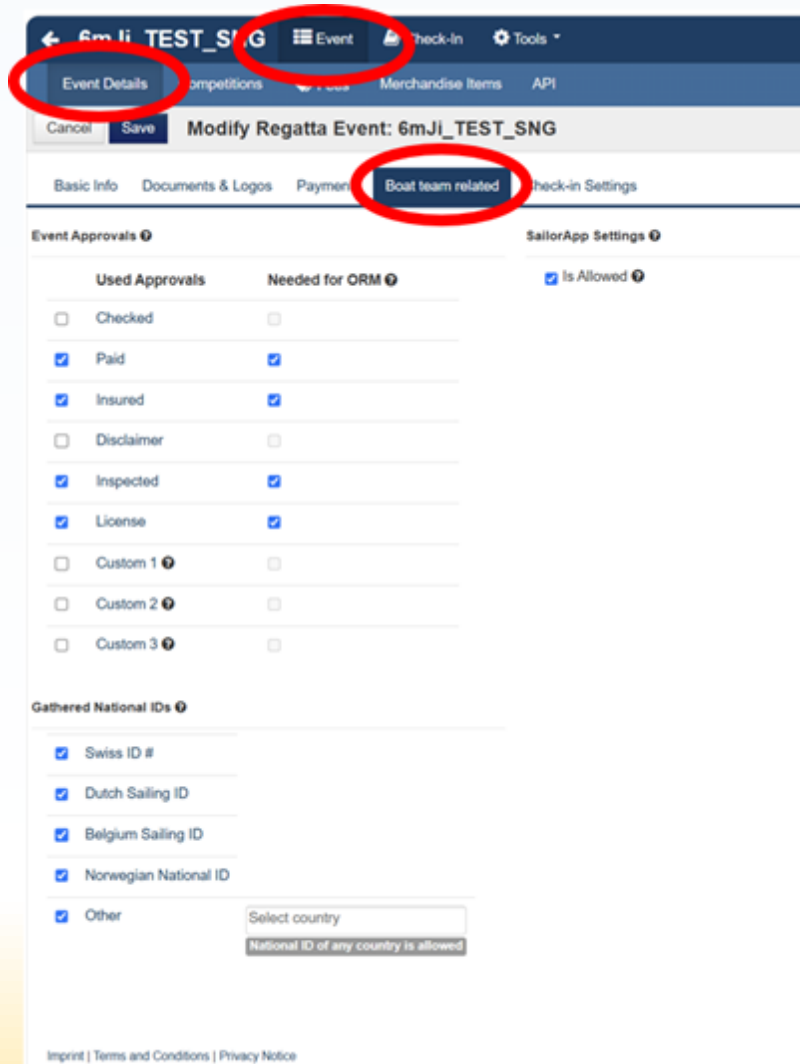 6mJi_TEST_SNG Event Check-In Tools
Event Details Competitions Merchandise Items API
Cancel Save Modify Regatta Event: 6mJi_TEST_SNG
Basic Info Documents & Logos Payment Boat team related Check-in Settings
Event Approvals
SailorApp Settings
Used Approvals Needed for ORM
Is Allowed
Checked
Paid
Insured
Disclaimer
Inspected
License
Custom 1
Custom 2
Custom 3
Gathered National IDs
Swiss ID #
Dutch Sailing ID
Belgium Sailing ID
Norwegian National ID
Other Select country
National ID of any country is allowed
Imprint | Terms and Conditions | Privacy Notice